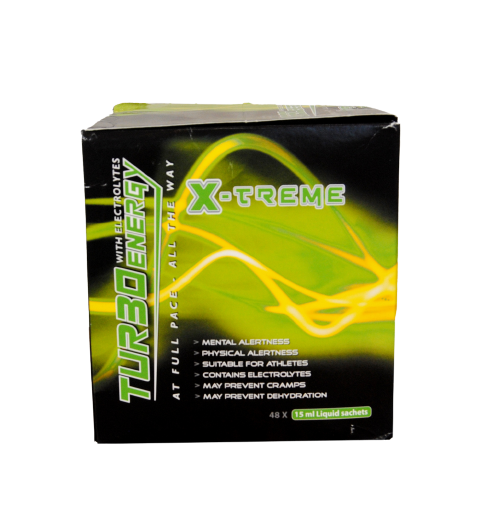 TURBO ENERGY
WITH ELECTROLYTES
AT FULL PACE - ALL THE WAY
X-TREME
> MENTAL ALERTNESS
> PHYSICAL ALERTNESS
> SUITABLE FOR ATHLETES
> CONTAINS ELECTROLYTES
> MAY PREVENT CRAMPS
> MAY PREVENT DEHYDRATION
48 X 15 ml Liquid sachets